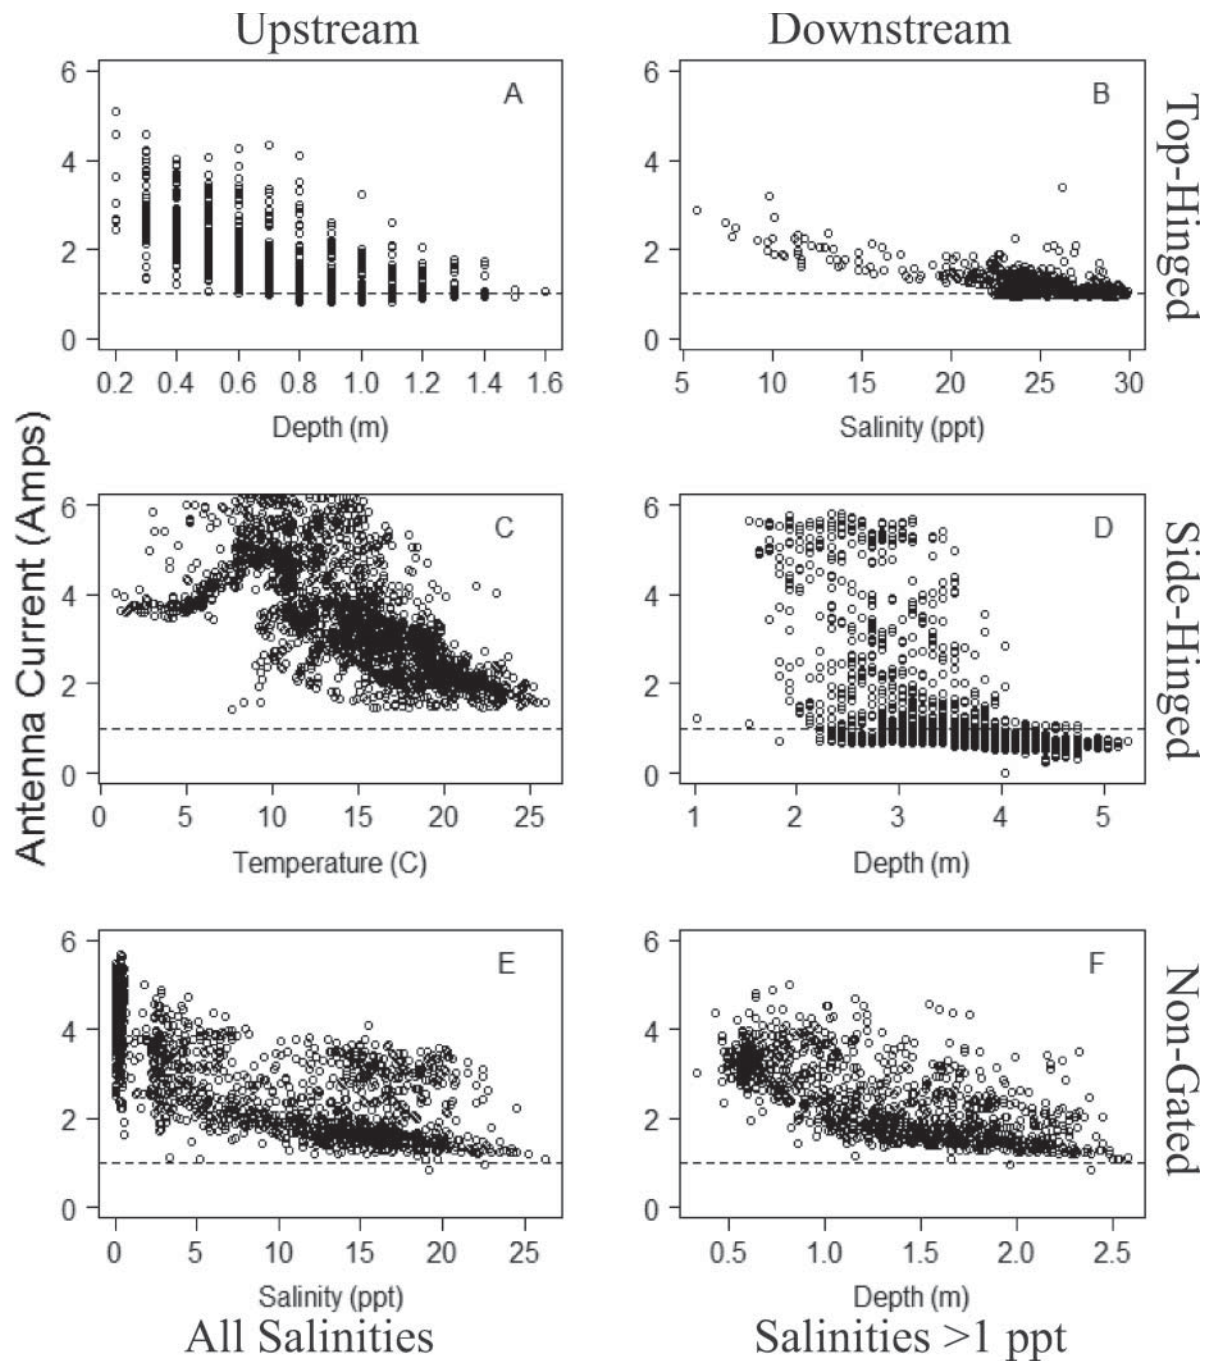 Upstream
Downstream
6
4
2
0
A
0.2 0.4 0.6 0.8 1.0 1.2 1.4 1.6
Depth (m)
6
4
2
0
B
5 10 15 20 25 30
Salinity (ppt)
Top-Hinged
Antenna Current (Amps)
6
4
2
0
C
0 5 10 15 20 25
Temperature (C)
6
4
2
0
D
1 2 3 4 5
Depth (m)
Side-Hinged
6
4
2
0
E
0 5 10 15 20 25
Salinity (ppt)
All Salinities
6
4
2
0
F
0.5 1.0 1.5 2.0 2.5
Depth (m)
Salinities >1 ppt
Non-Gated